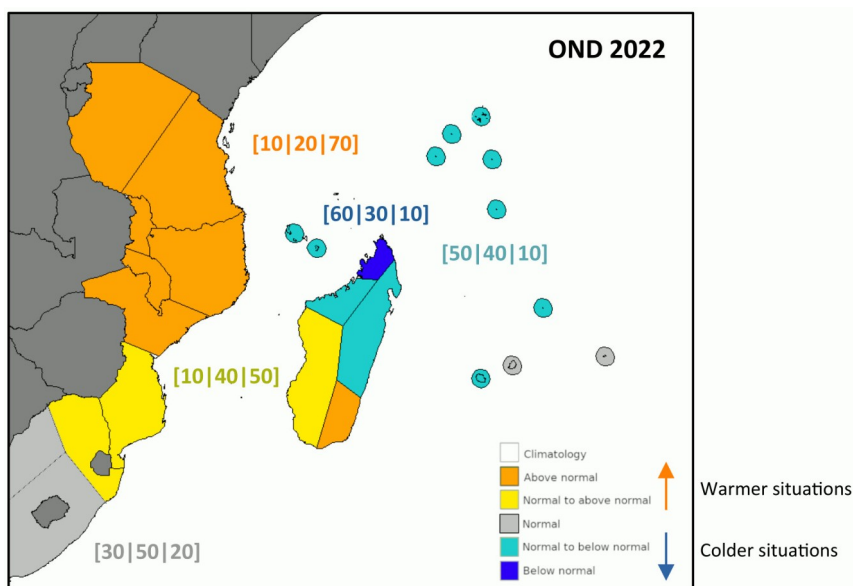 OND 2022
[10|20|70]
[60|30|10]
[50|40|10]
[10|40|50]
[30|50|20]
Climatology
Above normal
Normal to above normal
Normal
Normal to below normal
Below normal
Warmer situations
Colder situations